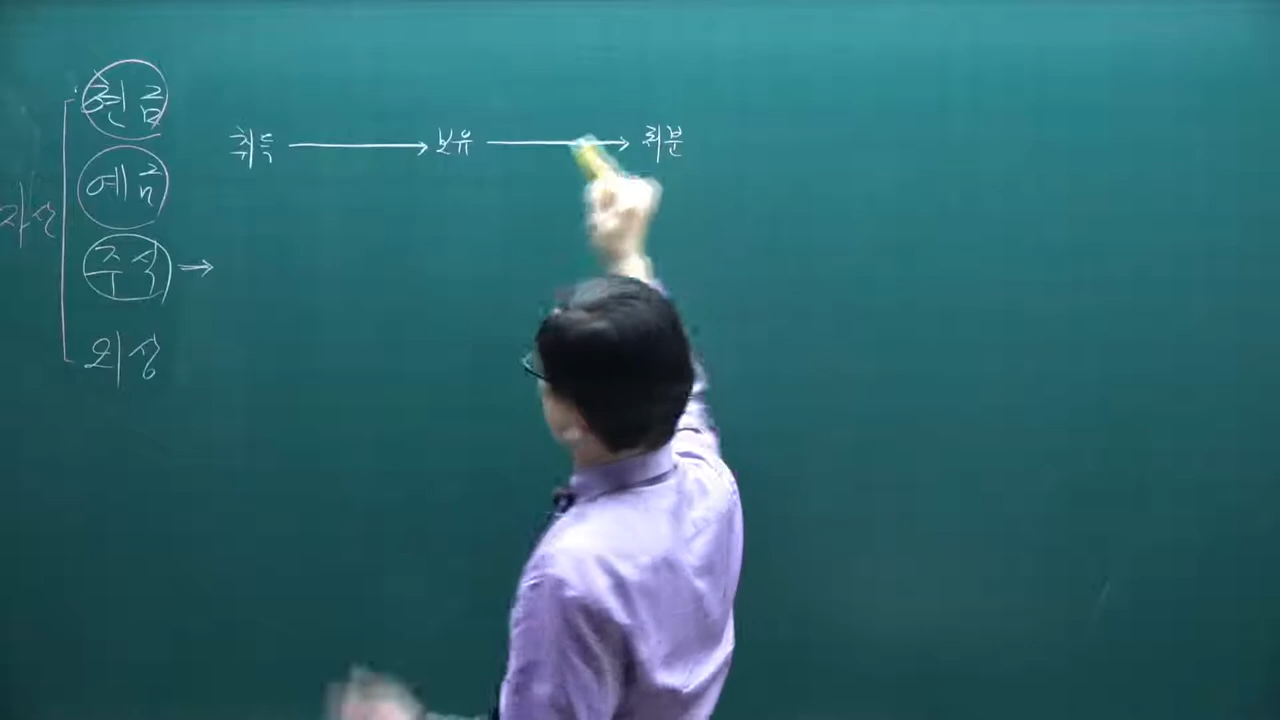 현금
예금
자산
주식 →
외상
취득 → 보유 → 처분